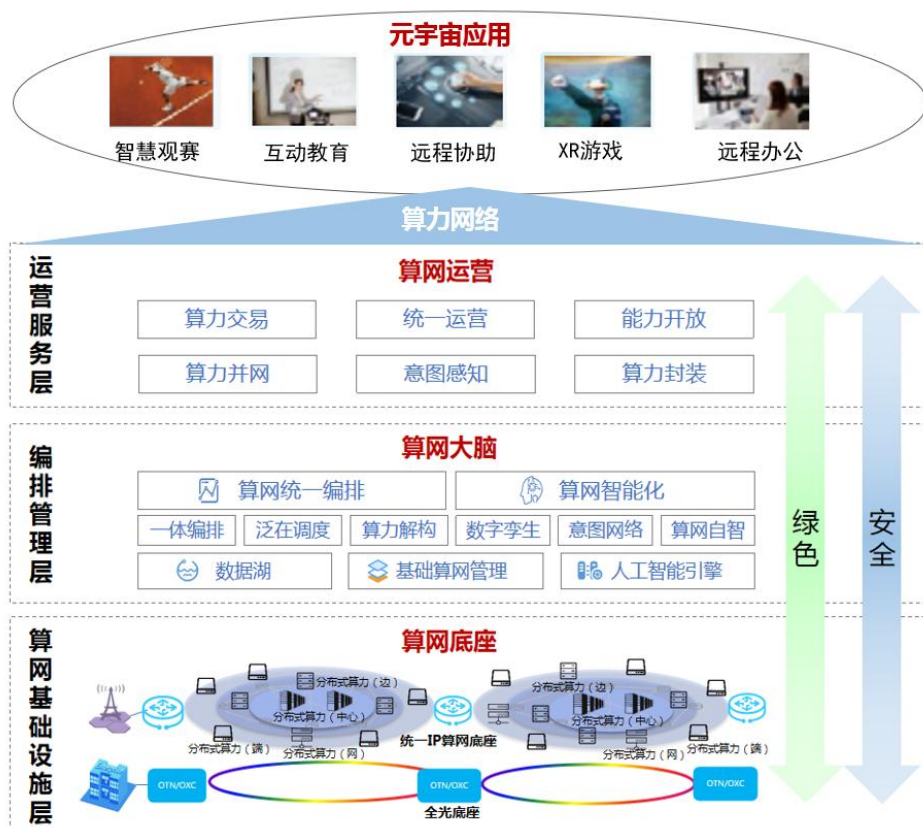 元宇宙应用
智慧观赛 互动教育 远程协助 XR游戏 远程办公
算力网络
运营服务层
算网运营
算力交易 统一运营 能力开放
算力并网 意图感知 算力封装
编排管理层
算网大脑
算网统一编排 算网智能化
一体编排 泛在调度 算力解构 数字孪生 意图网络 算网自智
数据湖 基础算网管理 人工智能引擎
绿色
安全
算网基础设施层
算网底座
分布式算力（边） 分布式算力（边）
分布式算力（中心） 分布式算力（中心）
统一IP算网底座
分布式算力（端） 分布式算力（网） 分布式算力（网） 分布式算力（端）
OTN/OXC OTN/OXC OTN/OXC
全光底座